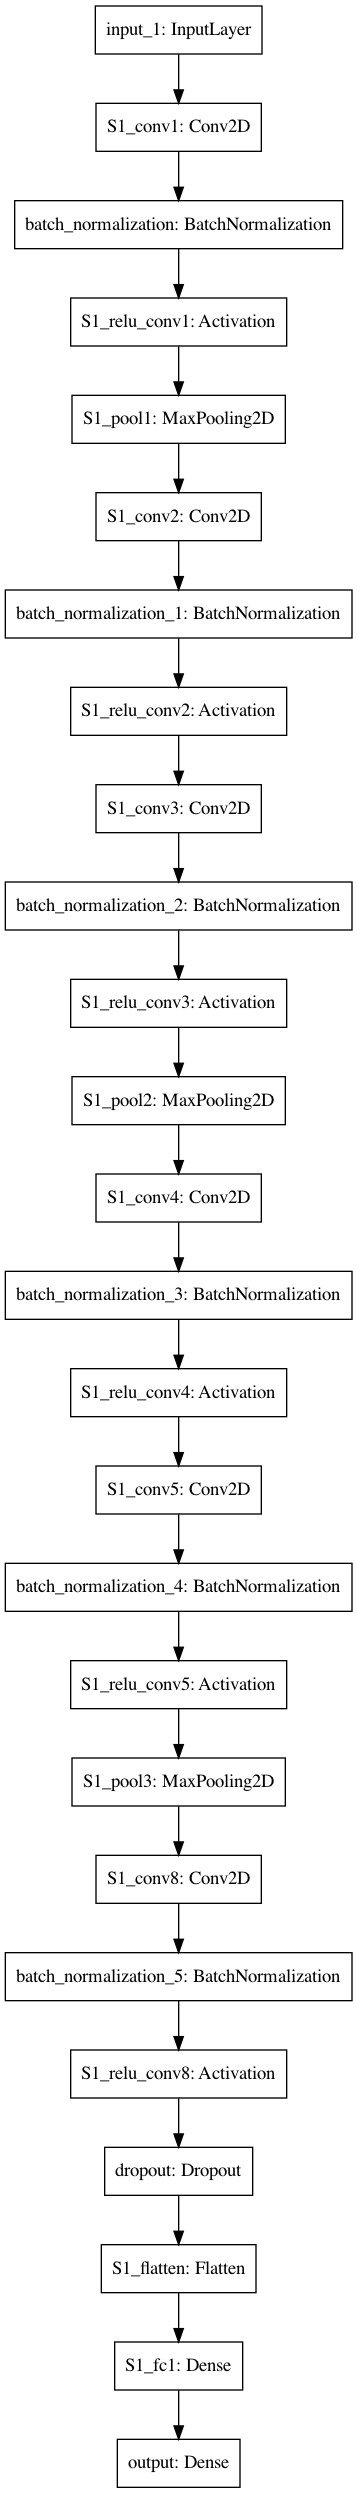 input_1: InputLayer
S1_conv1: Conv2D
batch_normalization: BatchNormalization
S1_relu_conv1: Activation
S1_pool1: MaxPooling2D
S1_conv2: Conv2D
batch_normalization_1: BatchNormalization
S1_relu_conv2: Activation
S1_conv3: Conv2D
batch_normalization_2: BatchNormalization
S1_relu_conv3: Activation
S1_pool2: MaxPooling2D
S1_conv4: Conv2D
batch_normalization_3: BatchNormalization
S1_relu_conv4: Activation
S1_conv5: Conv2D
batch_normalization_4: BatchNormalization
S1_relu_conv5: Activation
S1_pool3: MaxPooling2D
S1_conv8: Conv2D
batch_normalization_5: BatchNormalization
S1_relu_conv8: Activation
dropout: Dropout
S1_flatten: Flatten
S1_fc1: Dense
output: Dense